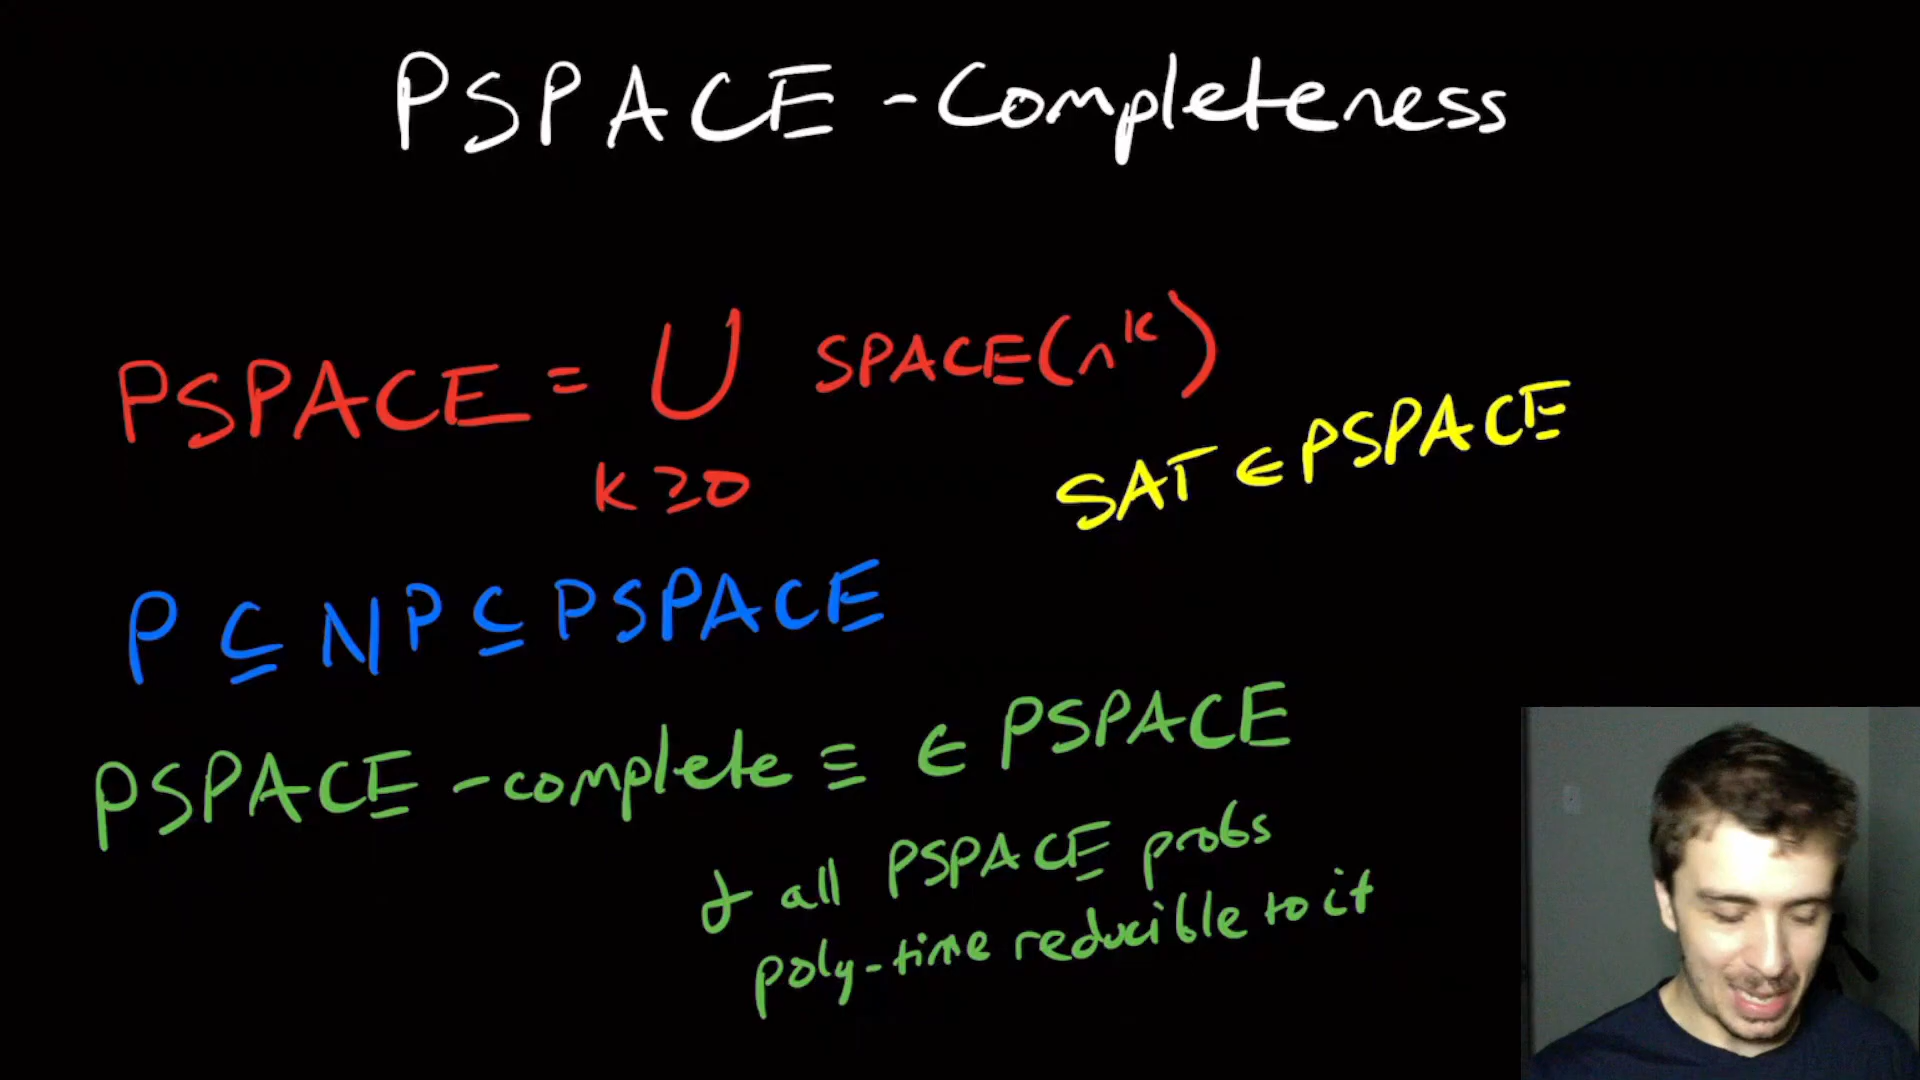 PSPACE-Completeness
PSPACE = ⋃ SPACE(n^k)
k ≥ 0
SAT ∈ PSPACE
P ⊆ NP ⊆ PSPACE
PSPACE-complete ≡ ∈ PSPACE
& all PSPACE probs
poly-time reducible to it